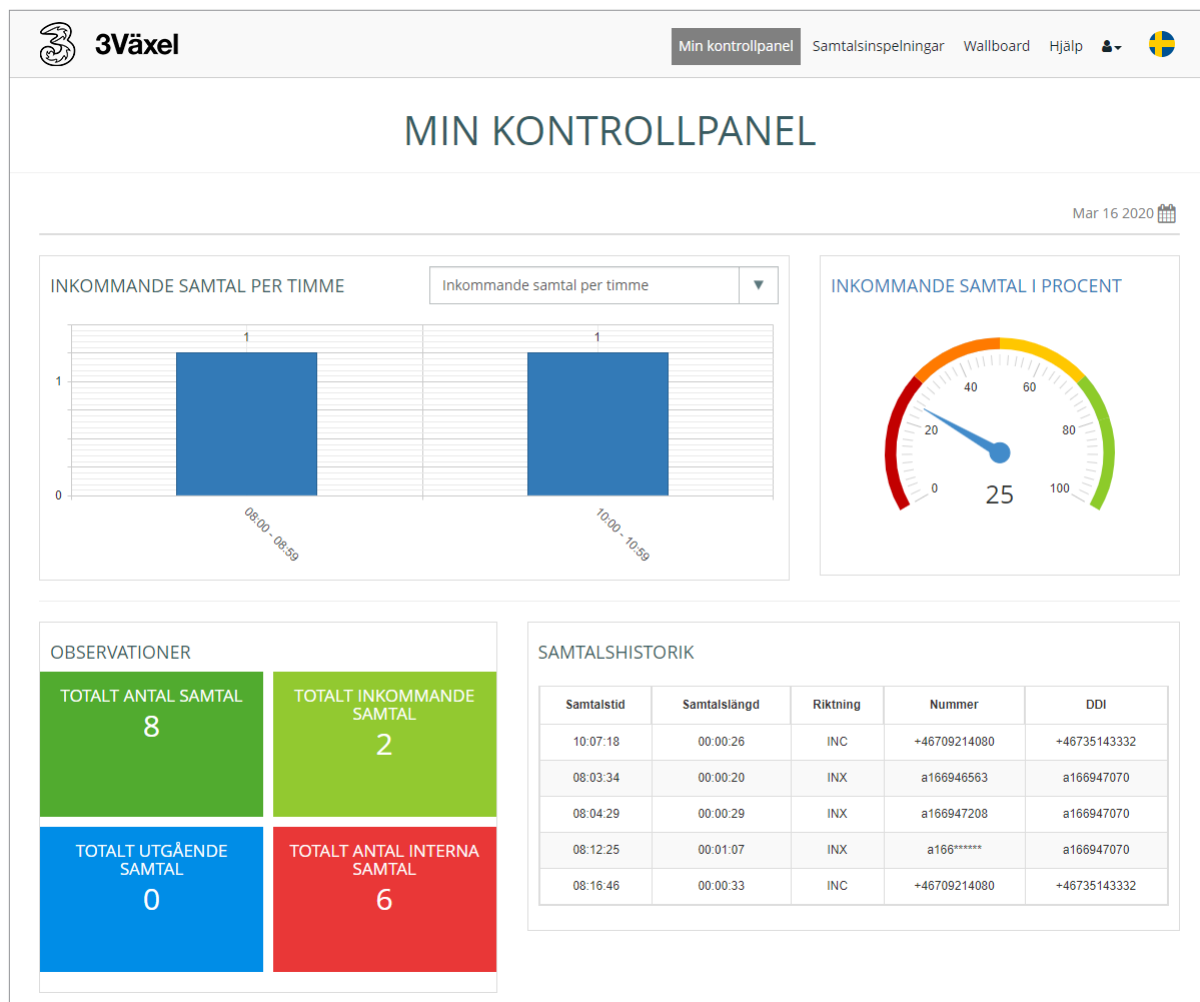 3Växel
Min kontrollpanel Samtalsinspelningar Wallboard Hjälp
MIN KONTROLLPANEL
Mar 16 2020
INKOMMANDE SAMTAL PER TIMME
Inkommande samtal per timme
1
1
1
0
08:00 - 08:59
10:00 - 10:59
INKOMMANDE SAMTAL I PROCENT
0
20
40
60
80
100
25
OBSERVATIONER
TOTALT ANTAL SAMTAL
8
TOTALT INKOMMANDE
SAMTAL
2
TOTALT UTGÅENDE
SAMTAL
0
TOTALT ANTAL INTERNA
SAMTAL
6
SAMTALSHISTORIK
Samtalstid Samtalslängd Riktning Nummer DDI
10:07:18 00:00:26 INC +46709214080 +46735143332
08:03:34 00:00:20 INX a166946563 a166947070
08:04:29 00:00:29 INX a166947208 a166947070
08:12:25 00:01:07 INX a166****** a166947070
08:16:46 00:00:33 INC +46709214080 +46735143332